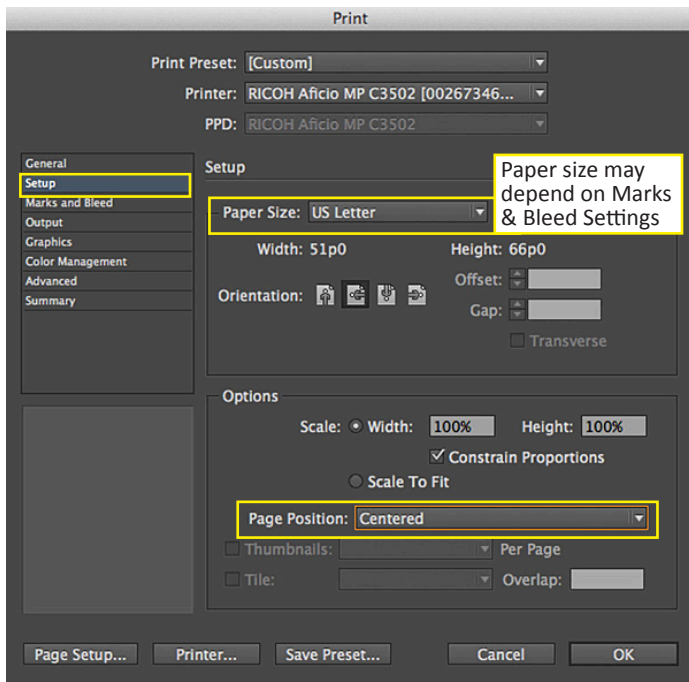 Print
Print Preset: [Custom]
Printer: RICOH Aficio MP C3502 [00267346...
PPD: RICOH Aficio MP C3502
General
Setup
Marks and Bleed
Output
Graphics
Color Management
Advanced
Summary
Setup
Paper size may
depend on Marks
& Bleed Settings
Paper Size: US Letter
Width: 51p0 Height: 66p0
Orientation:
Offset:
Gap:
Transverse
Options
Scale: Width: 100% Height: 100%
Constrain Proportions
Scale To Fit
Page Position: Centered
Thumbnails: Per Page
Tile: Overlap:
Page Setup... Printer... Save Preset... Cancel OK